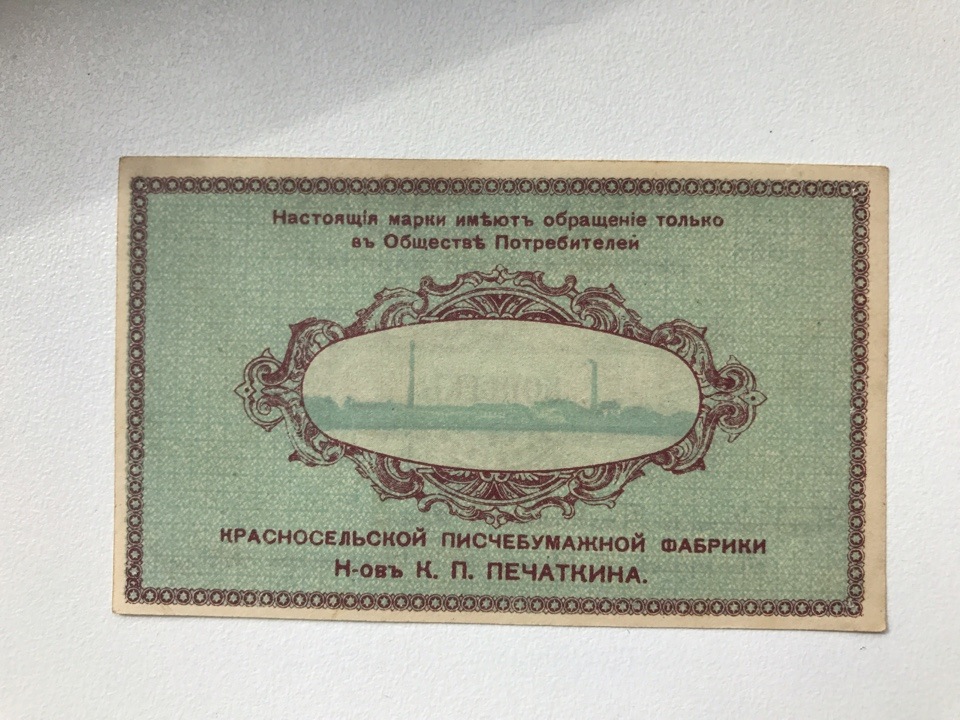 Настоящія марки имѣютъ обращеніе только
въ Обществѣ Потребителей
КРАСНОСЕЛЬСКОЙ ПИСЧЕБУМАЖНОЙ ФАБРИКИ
Н-овъ К. П. ПЕЧАТКИНА.